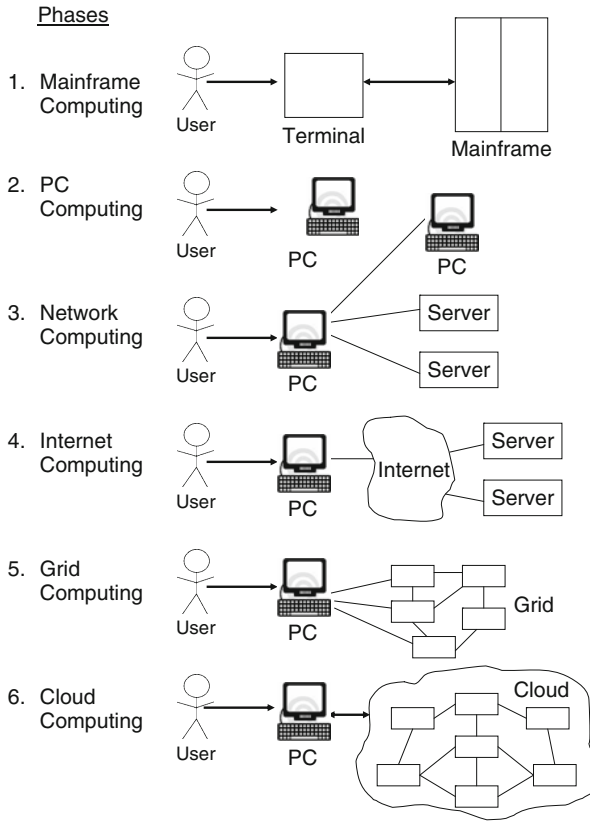 Phases
1. Mainframe
Computing
User
Terminal
Mainframe
2. PC
Computing
User
PC
PC
3. Network
Computing
User
PC
Server
Server
4. Internet
Computing
User
PC
Internet
Server
Server
5. Grid
Computing
User
PC
Grid
6. Cloud
Computing
User
PC
Cloud